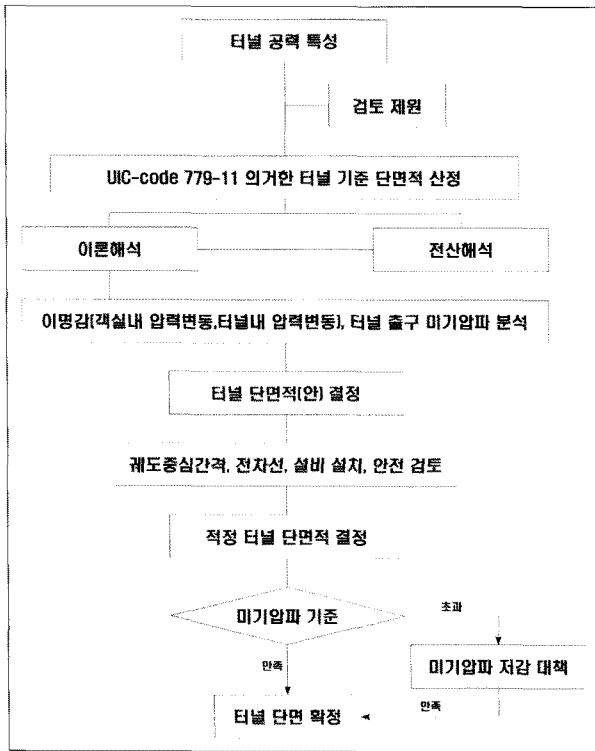 터널 공력 특성
검토 제원
UIC-code 779-11 의거한 터널 기준 단면적 산정
이론해석
전산해석
이명감(객실내 압력변동,터널내 압력변동), 터널 출구 미기압파 분석
터널 단면적(안) 결정
궤도중심간격, 전차선, 설비 설치, 안전 검토
적정 터널 단면적 결정
미기압파 기준
초과
만족
미기압파 저감 대책
만족
터널 단면 확정